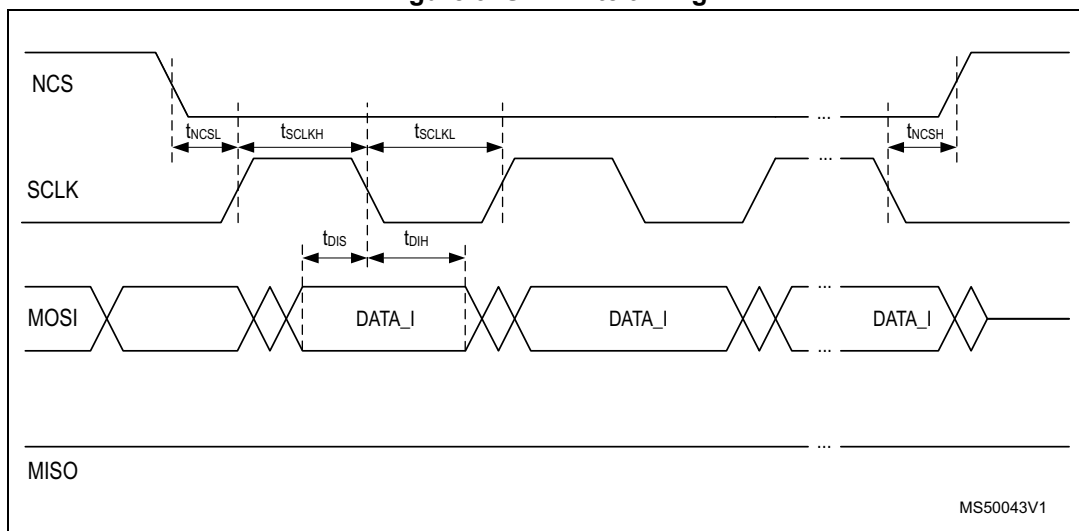 NCS
...
tNCSL
tSCLKH
tSCLKL
tNCSH
SCLK
...
tDIS
tDIH
MOSI
DATA_I
DATA_I
...
DATA_I
...
...
MISO
MS50043V1